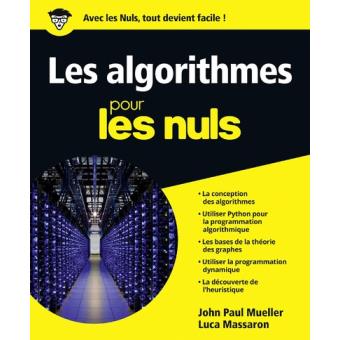 Avec les Nuls, tout devient facile !
Les algorithmes
pour
les nuls
• La conception
des algorithmes
• Utiliser Python pour
la programmation
algorithmique
• Les bases de la théorie
des graphes
• Utiliser la programmation
dynamique
• La découverte de
l'heuristique
John Paul Mueller
Luca Massaron